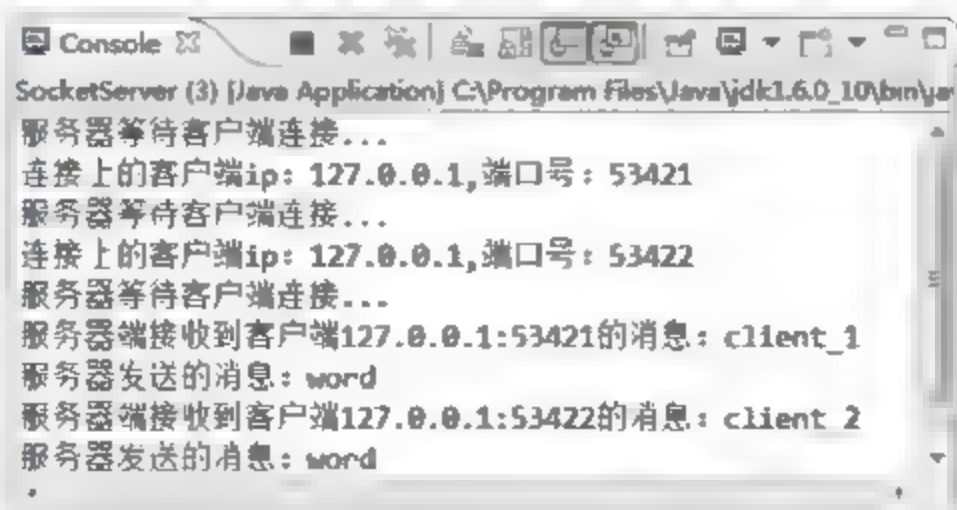 Console
SocketServer (3) [Java Application] C:\Program Files\Java\jdk1.6.0_10\bin\ja
服务器等待客户端连接...
连接上的客户端ip: 127.0.0.1,端口号: 53421
服务器等待客户端连接...
连接上的客户端ip: 127.0.0.1,端口号: 53422
服务器等待客户端连接...
服务器端接收到客户端127.0.0.1:53421的消息: client_1
服务器发送的消息: word
服务器端接收到客户端127.0.0.1:53422的消息: client 2
服务器发送的消息: word